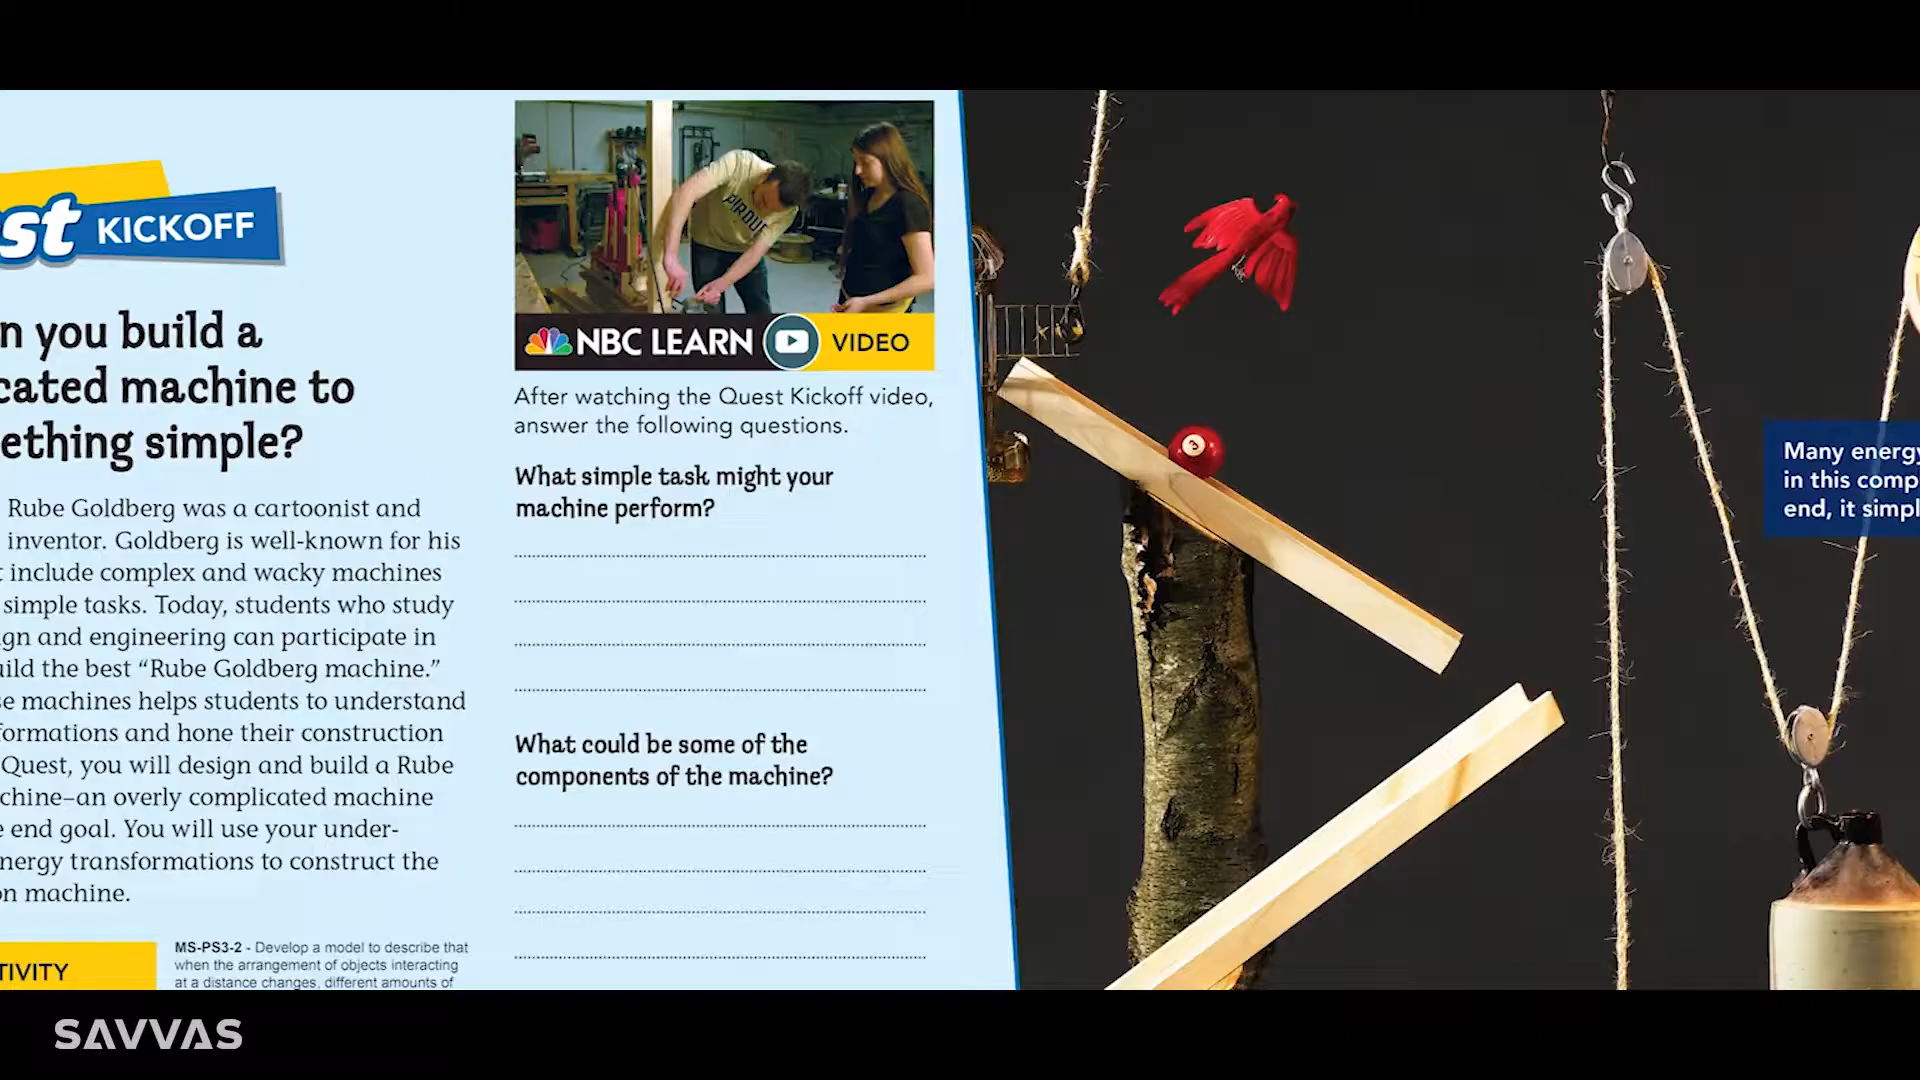 st KICKOFF
n you build a
cated machine to
ething simple?
Rube Goldberg was a cartoonist and
inventor. Goldberg is well-known for his
t include complex and wacky machines
simple tasks. Today, students who study
ign and engineering can participate in
uild the best “Rube Goldberg machine.”
se machines helps students to understand
formations and hone their construction
Quest, you will design and build a Rube
chine–an overly complicated machine
e end goal. You will use your under-
nergy transformations to construct the
on machine.
TIVITY
MS-PS3-2 - Develop a model to describe that
when the arrangement of objects interacting
at a distance changes, different amounts of
PURDUE
NBC LEARN VIDEO
After watching the Quest Kickoff video,
answer the following questions.
What simple task might your
machine perform?
What could be some of the
components of the machine?
3
Many energy
in this comp
end, it simpl
SAVVAS